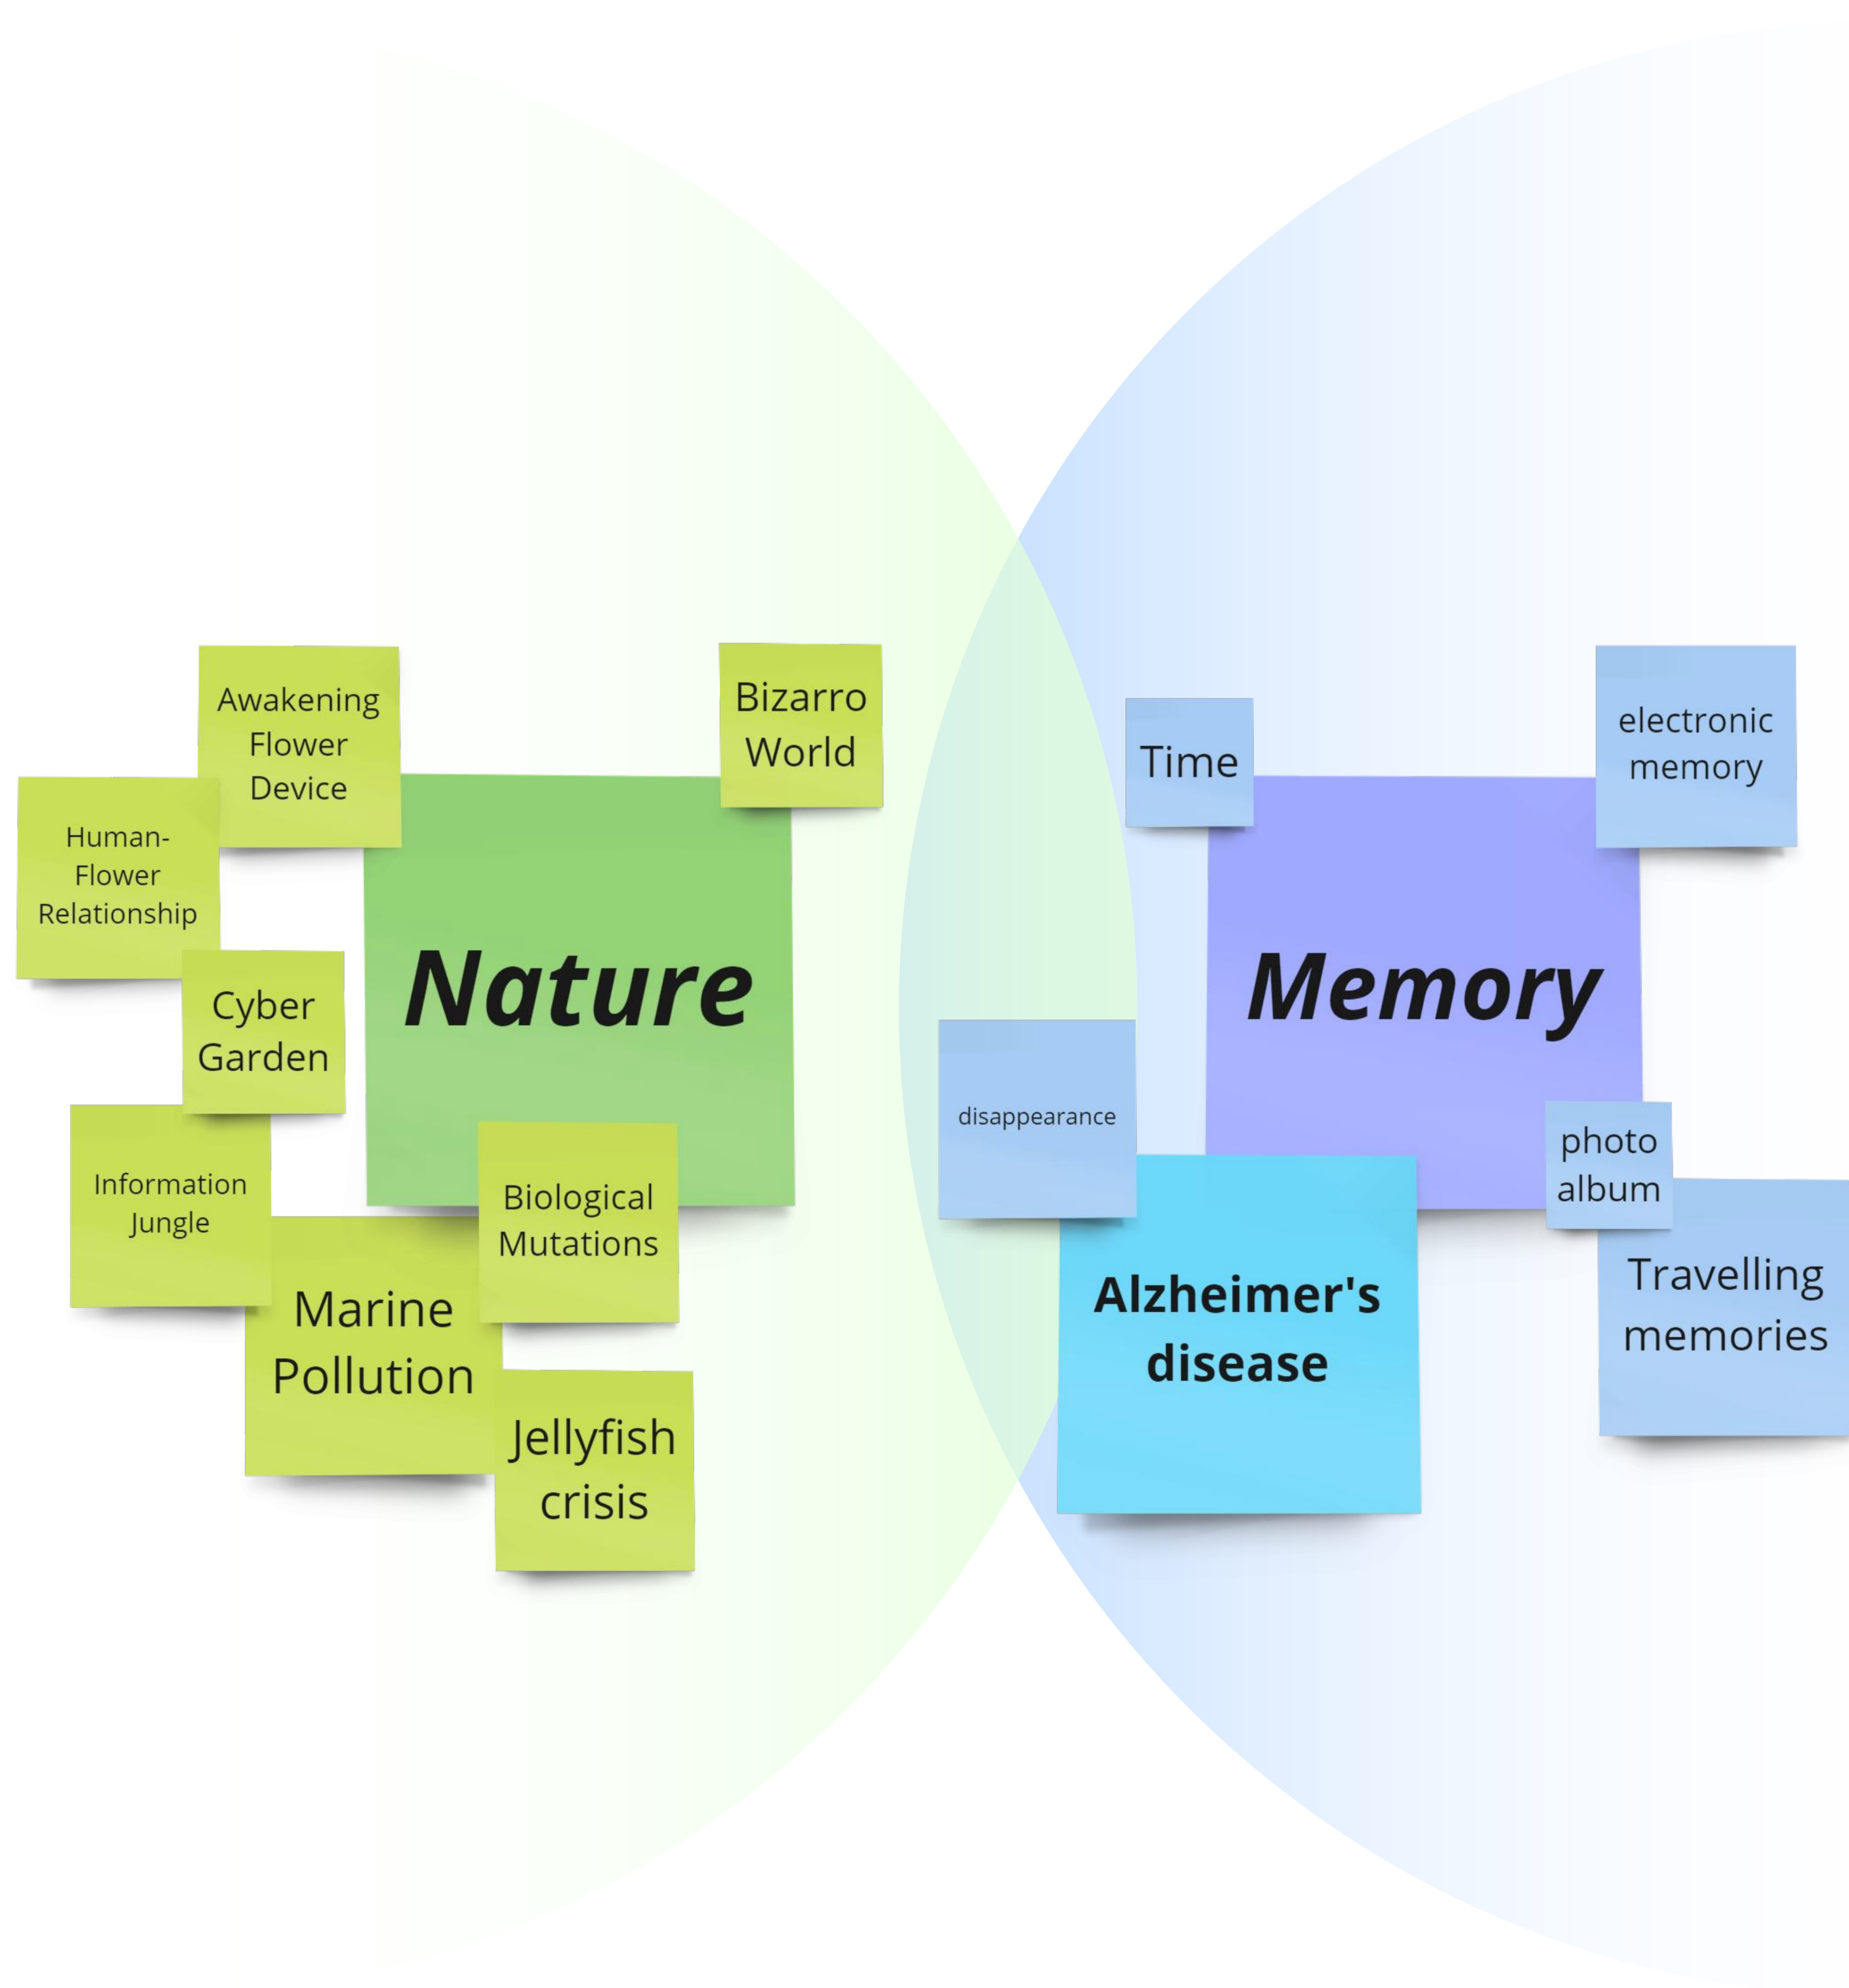 Awakening
Flower
Device
Bizarro
World
Human-
Flower
Relationship
Nature
Cyber
Garden
Information
Jungle
Biological
Mutations
Marine
Pollution
Jellyfish
crisis
Time
electronic
memory
Memory
disappearance
photo
album
Alzheimer's
disease
Travelling
memories